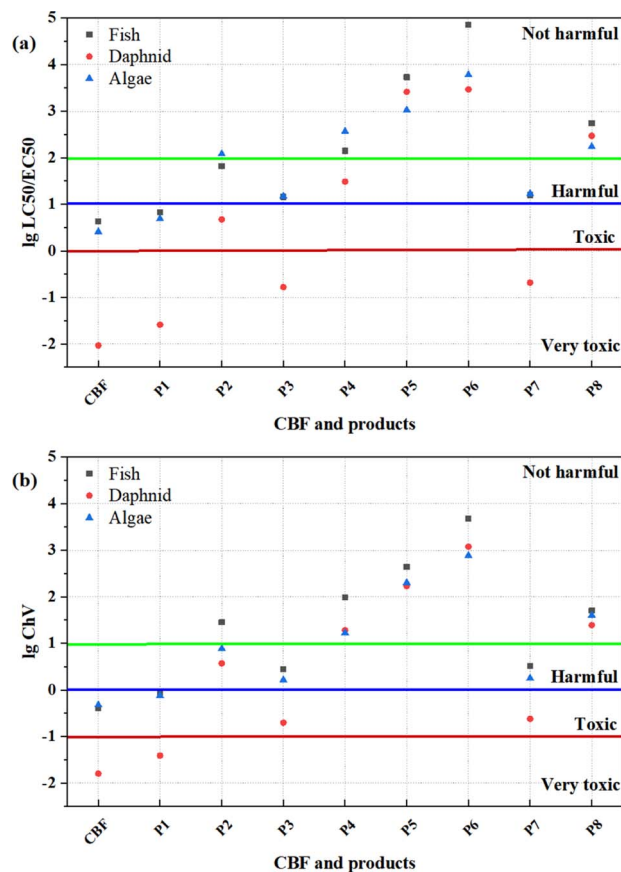 (a)
Fish
Daphnid
Algae
Not harmful
Harmful
Toxic
Very toxic
lg LC50/EC50
5
4
3
2
1
0
-1
-2
CBF
P1
P2
P3
P4
P5
P6
P7
P8
CBF and products
(b)
Fish
Daphnid
Algae
Not harmful
Harmful
Toxic
Very toxic
lg ChV
5
4
3
2
1
0
-1
-2
CBF
P1
P2
P3
P4
P5
P6
P7
P8
CBF and products